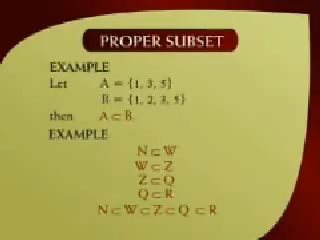 PROPER SUBSET
EXAMPLE
Let A = {1, 3, 5}
B = {1, 2, 3, 5}
then A ⊂ B.
EXAMPLE
N ⊂ W
W ⊂ Z
Z ⊂ Q
Q ⊂ R
N ⊂ W ⊂ Z ⊂ Q ⊂ R